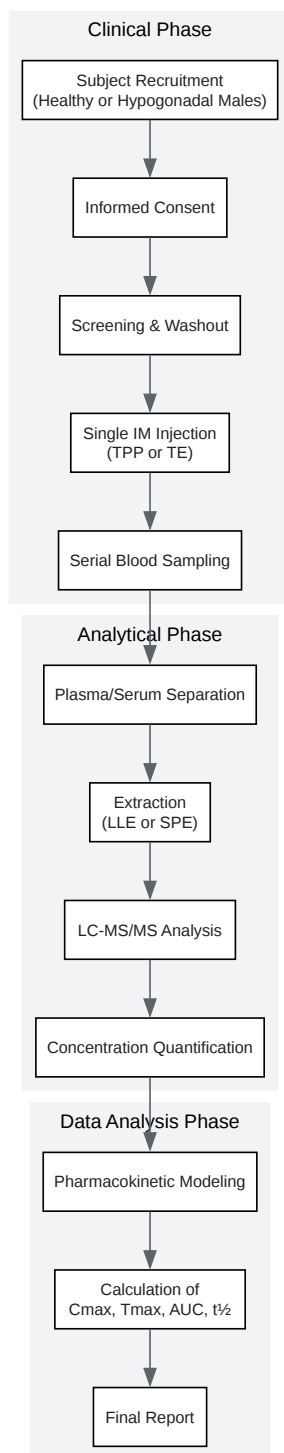 Clinical Phase
Subject Recruitment
(Healthy or Hypogonadal Males)
Informed Consent
Screening & Washout
Single IM Injection
(TPP or TE)
Serial Blood Sampling
Analytical Phase
Plasma/Serum Separation
Extraction
(LLE or SPE)
LC-MS/MS Analysis
Concentration Quantification
Data Analysis Phase
Pharmacokinetic Modeling
Calculation of
Cmax, Tmax, AUC, t½
Final Report